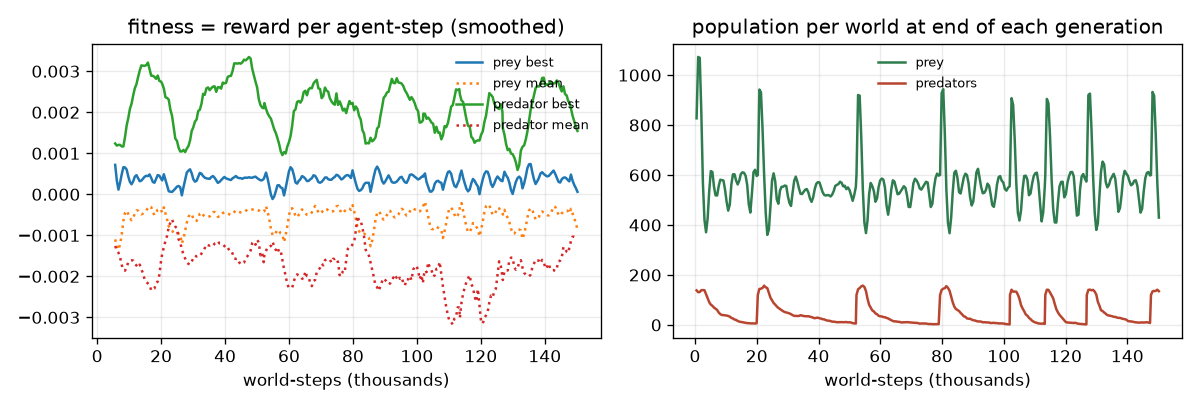 fitness = reward per agent-step (smoothed)
prey best
prey mean
predator best
predator mean
0.003
0.002
0.001
0.000
−0.001
−0.002
−0.003
0 20 40 60 80 100 120 140
world-steps (thousands)
population per world at end of each generation
prey
predators
1000
800
600
400
200
0
0 20 40 60 80 100 120 140
world-steps (thousands)